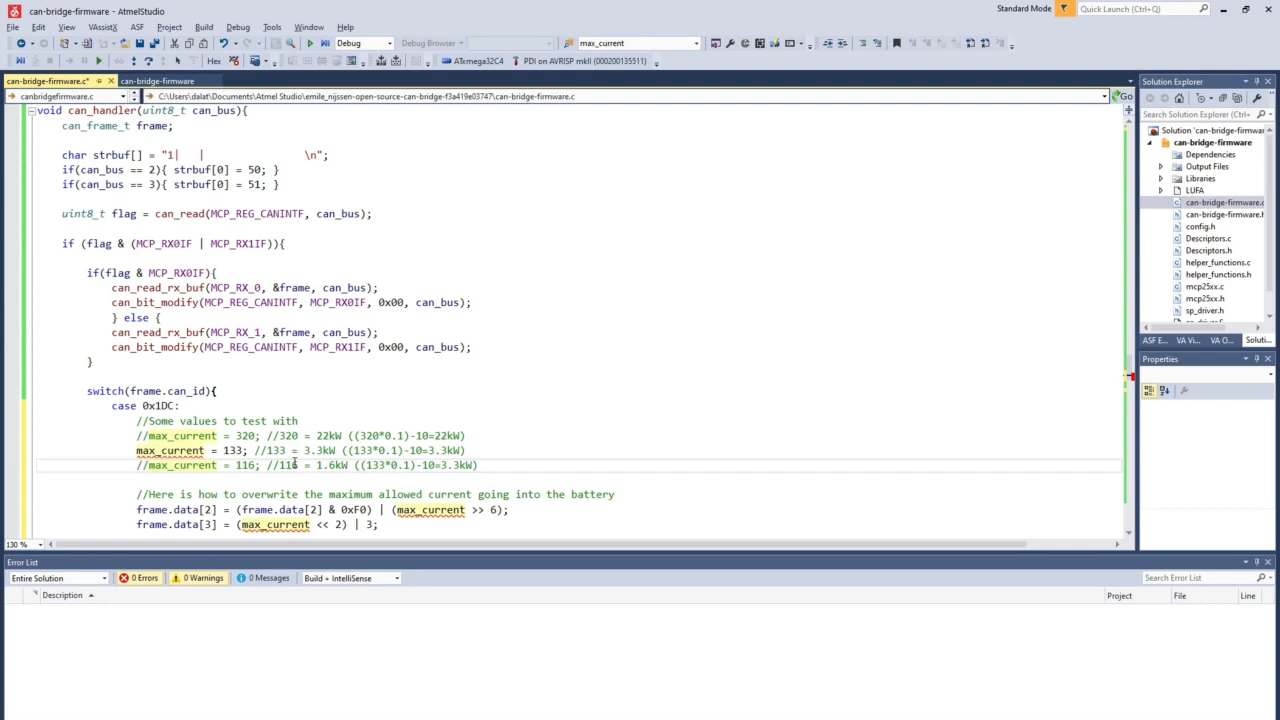 can-bridge-firmware - AtmelStudio
Standard Mode
Quick Launch (Ctrl+Q)
File Edit View VAssistX ASF Project Build Debug Tools Window Help
Debug Debug Browser max_current
Hex ATxmega32C4 PDI on AVRISP mkII (000200135511)
can-bridge-firmware.c* can-bridge-firmware
canbridgefirmware.c C:\Users\dalat\Documents\Atmel Studio\emile_nijssen-open-source-can-bridge-f3a419e03747\can-bridge-firmware.c Go
void can_handler(uint8_t can_bus){
can_frame_t frame;
char strbuf[] = "1|   |                \n";
if(can_bus == 2){ strbuf[0] = 50; }
if(can_bus == 3){ strbuf[0] = 51; }
uint8_t flag = can_read(MCP_REG_CANINTF, can_bus);
if (flag & (MCP_RX0IF | MCP_RX1IF)){
if(flag & MCP_RX0IF){
can_read_rx_buf(MCP_RX_0, &frame, can_bus);
can_bit_modify(MCP_REG_CANINTF, MCP_RX0IF, 0x00, can_bus);
} else {
can_read_rx_buf(MCP_RX_1, &frame, can_bus);
can_bit_modify(MCP_REG_CANINTF, MCP_RX1IF, 0x00, can_bus);
}
switch(frame.can_id){
case 0x1DC:
//Some values to test with
//max_current = 320; //320 = 22kW ((320*0.1)-10=22kW)
max_current = 133; //133 = 3.3kW ((133*0.1)-10=3.3kW)
//max_current = 116; //116 = 1.6kW ((133*0.1)-10=3.3kW)
//Here is how to overwrite the maximum allowed current going into the battery
frame.data[2] = (frame.data[2] & 0xF0) | (max_current >> 6);
frame.data[3] = (max_current << 2) | 3;
130 %
Solution Explorer
Search Solution Explorer (Ctrl+
Solution 'can-bridge-firmwar
can-bridge-firmware
Dependencies
Output Files
Libraries
LUFA
can-bridge-firmware.c
can-bridge-firmware.h
config.h
Descriptors.c
Descriptors.h
helper_functions.c
helper_functions.h
mcp25xx.c
mcp25xx.h
sp_driver.h
ASF E... VA Vi... VA O... Soluti...
Properties
Error List
Entire Solution 0 Errors 0 Warnings 0 Messages Build + IntelliSense Search Error List
Description Project File Line